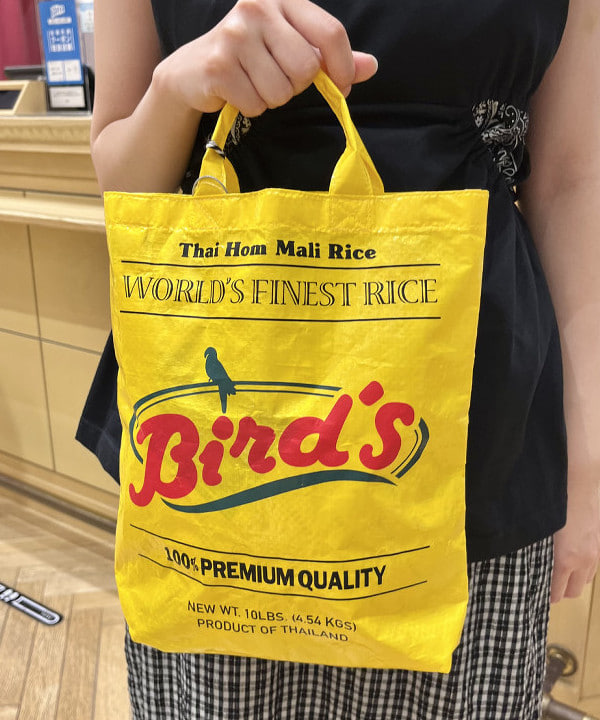 Thai Hom Mali Rice
WORLD'S FINEST RICE
Bird's
100% PREMIUM QUALITY
NEW WT. 10LBS. (4.54 KGS)
PRODUCT OF THAILAND